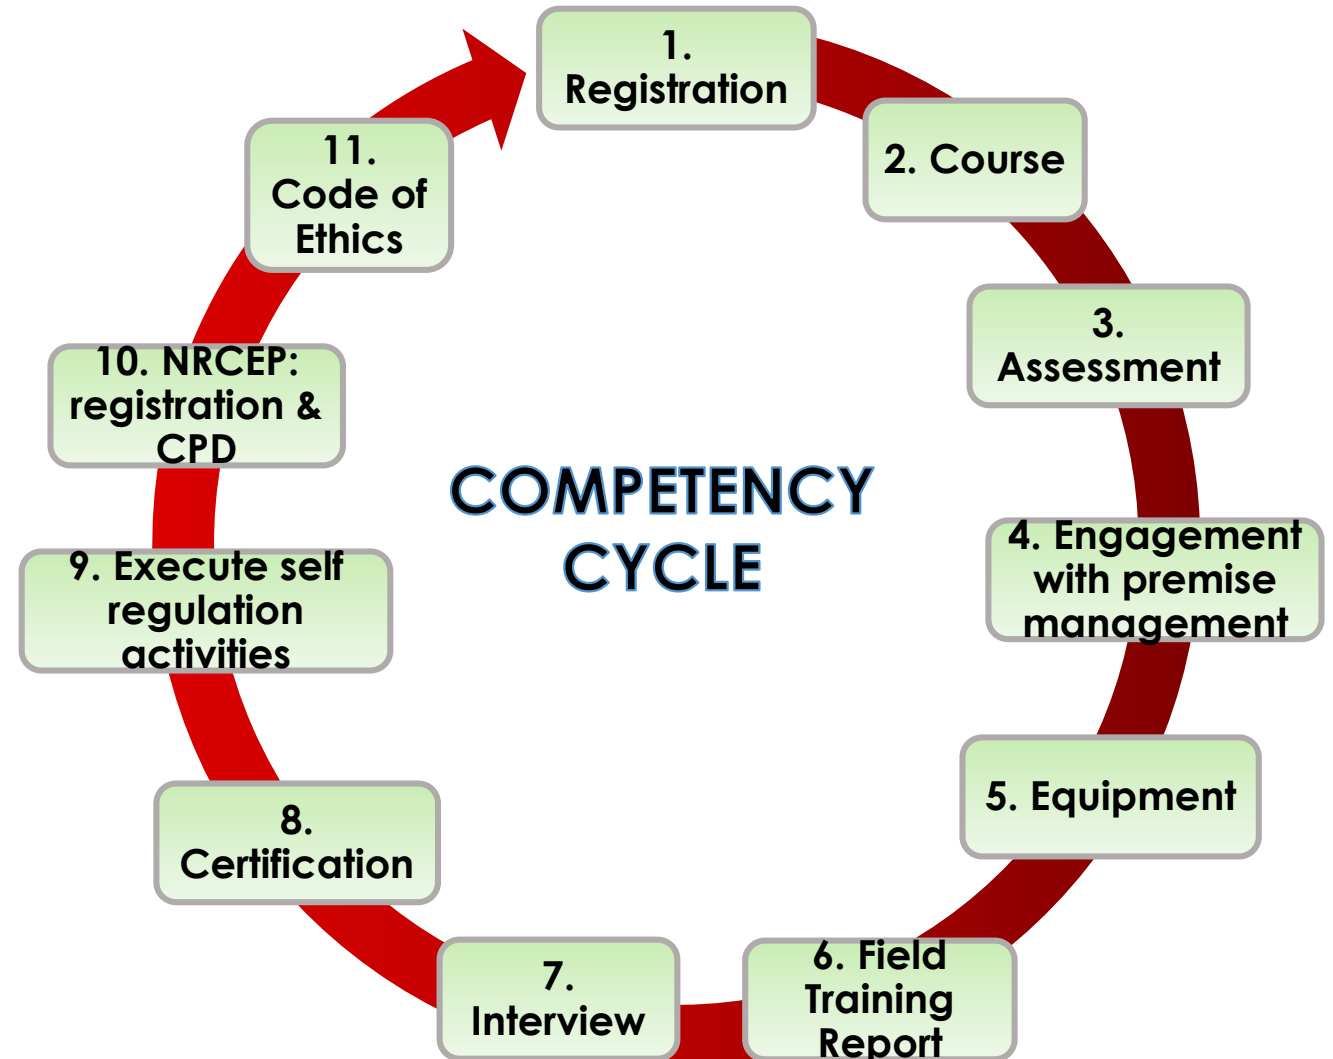 1.
Registration
2. Course
3.
Assessment
4. Engagement
with premise
management
5. Equipment
6. Field
Training
Report
7.
Interview
8.
Certification
9. Execute self
regulation
activities
10. NRCEP:
registration &
CPD
11.
Code of
Ethics
COMPETENCY
CYCLE